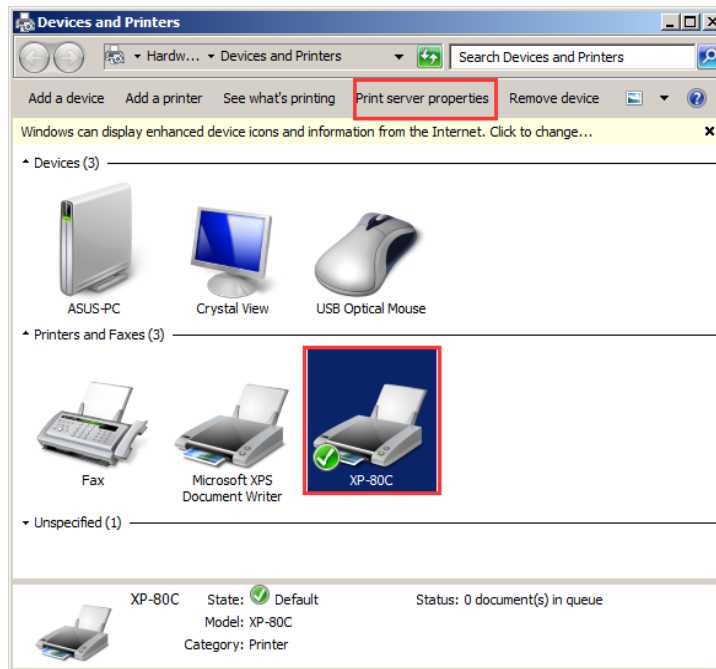 Devices and Printers
Hardw... Devices and Printers Search Devices and Printers
Add a device Add a printer See what's printing Print server properties Remove device
Windows can display enhanced device icons and information from the Internet. Click to change...
Devices (3)
ASUS-PC Crystal View USB Optical Mouse
Printers and Faxes (3)
Fax Microsoft XPS XP-80C
Document Writer
Unspecified (1)
XP-80C State: Default Status: 0 document(s) in queue
Model: XP-80C
Category: Printer